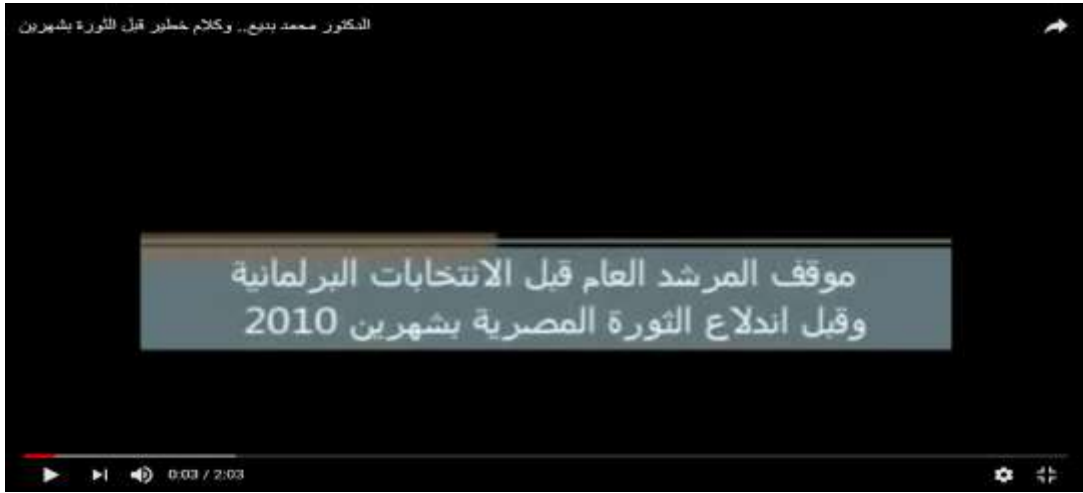 الدكتور محمد بديع.. وكلام خطير قبل الثورة بشهرين
موقف المرشد العام قبل الانتخابات البرلمانية
وقبل اندلاع الثورة المصرية بشهرين 2010
0:03 / 2:03